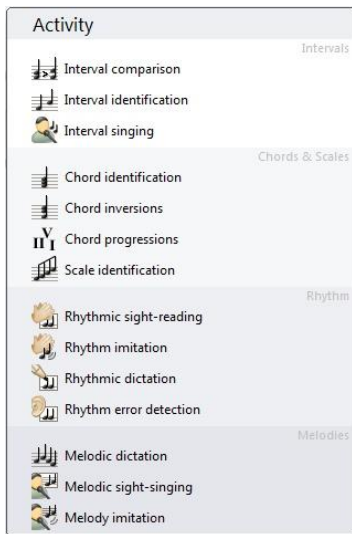 Activity
Intervals
Interval comparison
Interval identification
Interval singing
Chords & Scales
Chord identification
Chord inversions
II V I Chord progressions
Scale identification
Rhythm
Rhythmic sight-reading
Rhythm imitation
Rhythmic dictation
Rhythm error detection
Melodies
Melodic dictation
Melodic sight-singing
Melody imitation